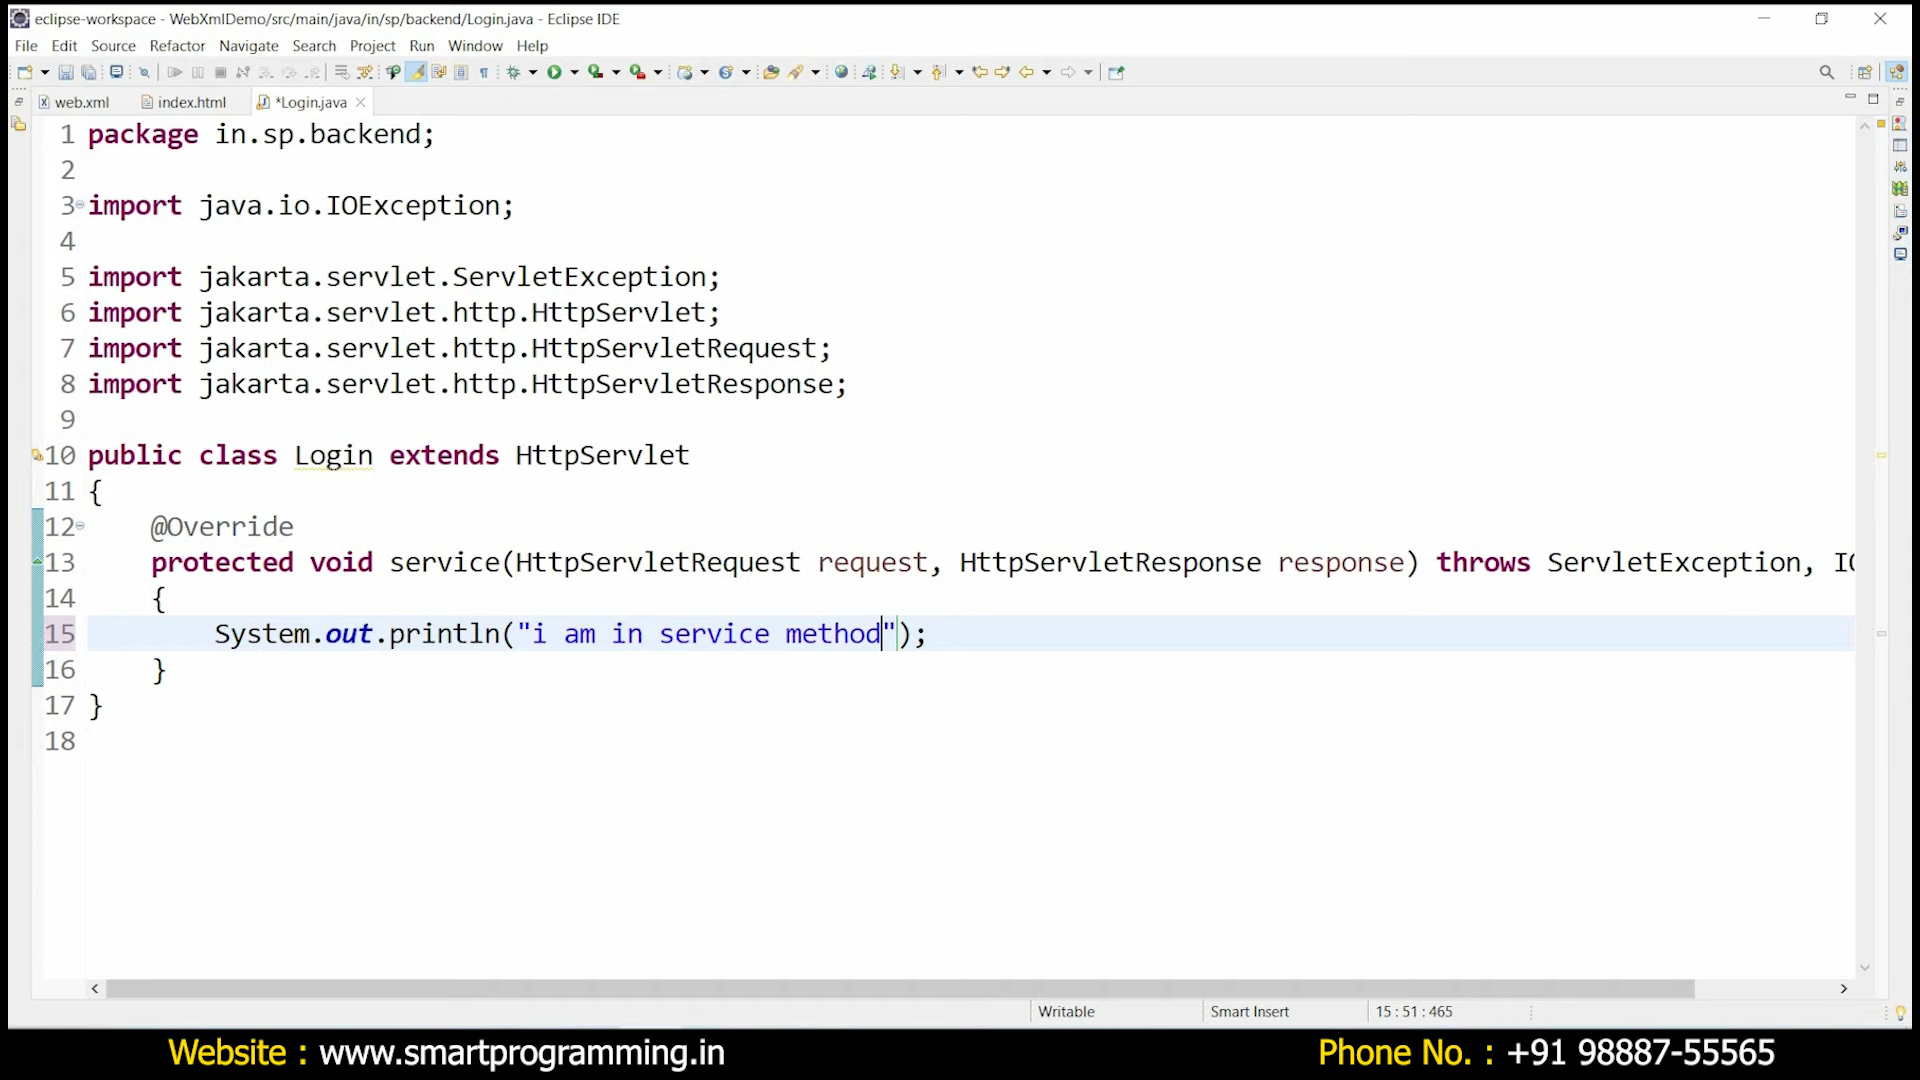 eclipse-workspace - WebXmlDemo/src/main/java/in/sp/backend/Login.java - Eclipse IDE
File Edit Source Refactor Navigate Search Project Run Window Help
web.xml index.html *Login.java
1 package in.sp.backend;
2
3 import java.io.IOException;
4
5 import jakarta.servlet.ServletException;
6 import jakarta.servlet.http.HttpServlet;
7 import jakarta.servlet.http.HttpServletRequest;
8 import jakarta.servlet.http.HttpServletResponse;
9
10 public class Login extends HttpServlet
11 {
12 @Override
13 protected void service(HttpServletRequest request, HttpServletResponse response) throws ServletException, IO
14 {
15 System.out.println("i am in service method");
16 }
17 }
18
Writable Smart Insert 15 : 51 : 465
Website : www.smartprogramming.in Phone No. : +91 98887-55565